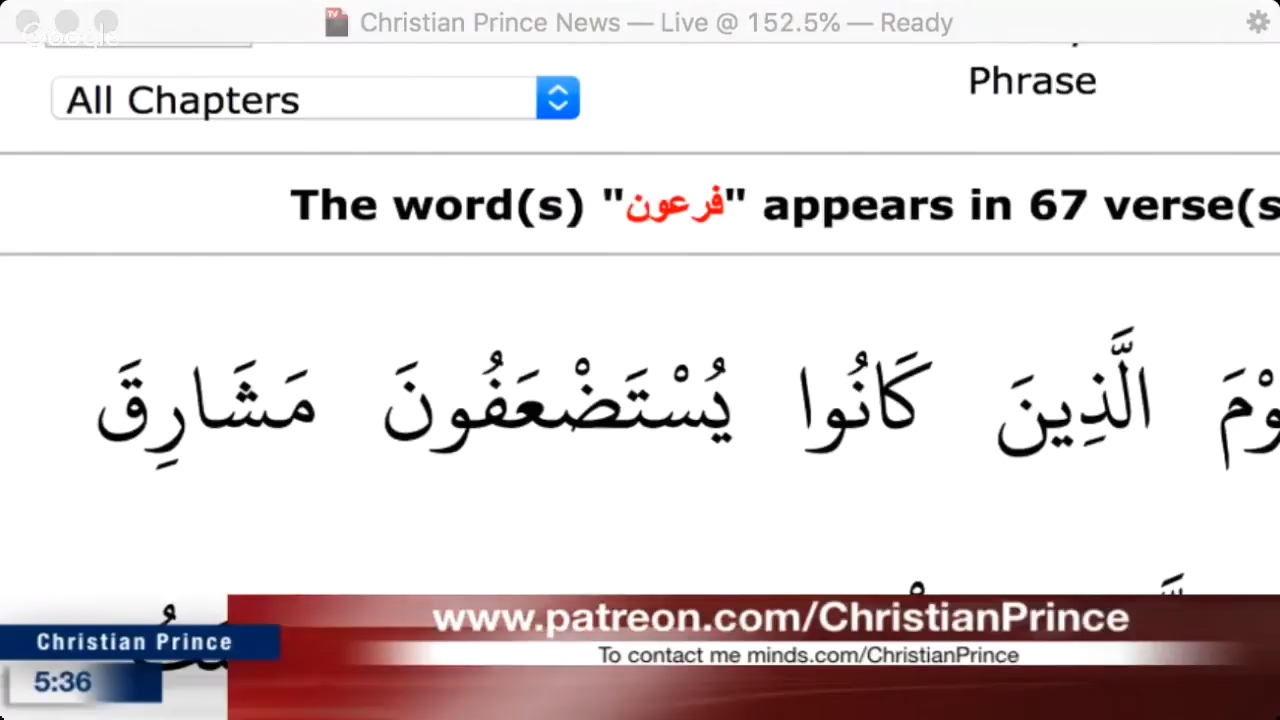 Christian Prince News — Live @ 152.5% — Ready
Google
Phrase
All Chapters
The word(s) "فرعون" appears in 67 verse(s
الَّذِينَ كَانُوا يُسْتَضْعَفُونَ مَشَارِقَ
www.patreon.com/ChristianPrince
Christian Prince
To contact me minds.com/ChristianPrince
5:36